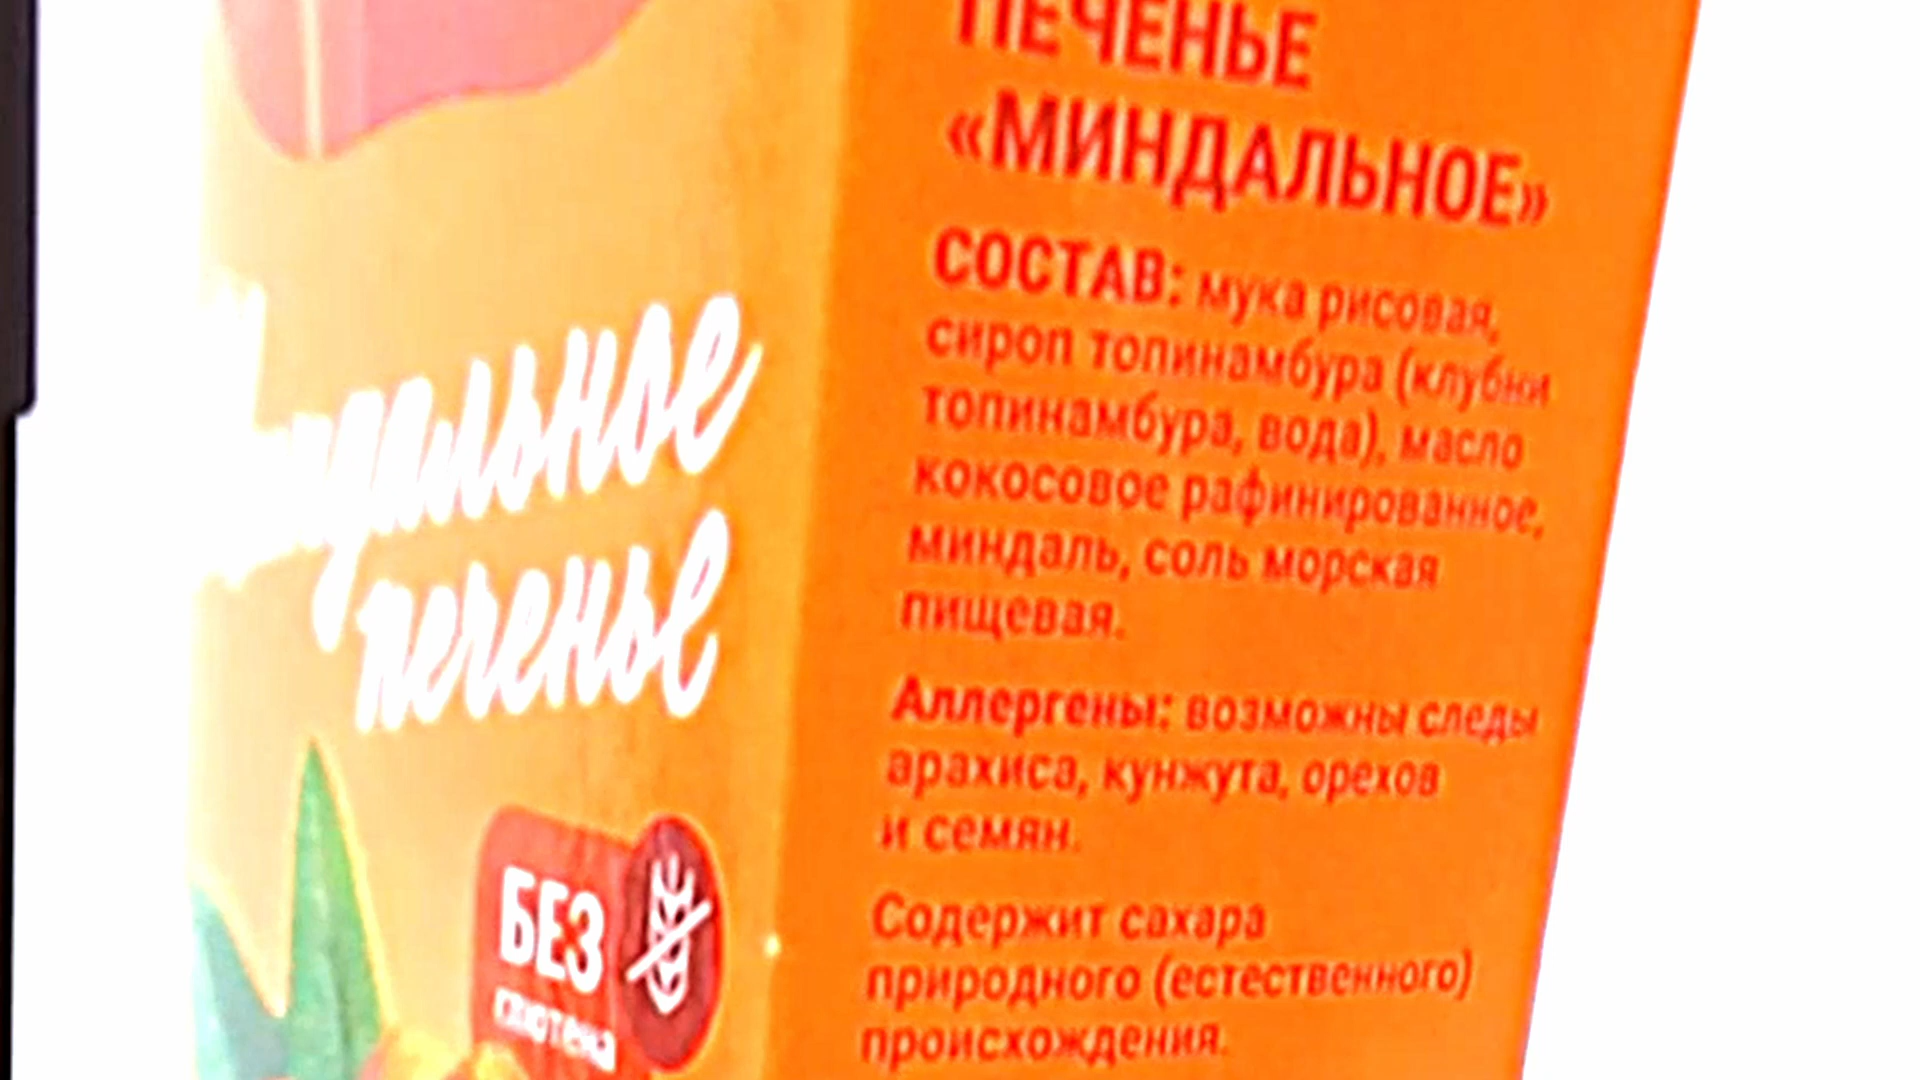 миндальное
печенье
БЕЗ
глютена
ПЕЧЕНЬЕ
«МИНДАЛЬНОЕ»
СОСТАВ: мука рисовая,
сироп топинамбура (клубни
топинамбура, вода), масло
кокосовое рафинированное,
миндаль, соль морская
пищевая.
Аллергены: возможны следы
арахиса, кунжута, орехов
и семян.
Содержит сахара
природного (естественного)
происхождения.